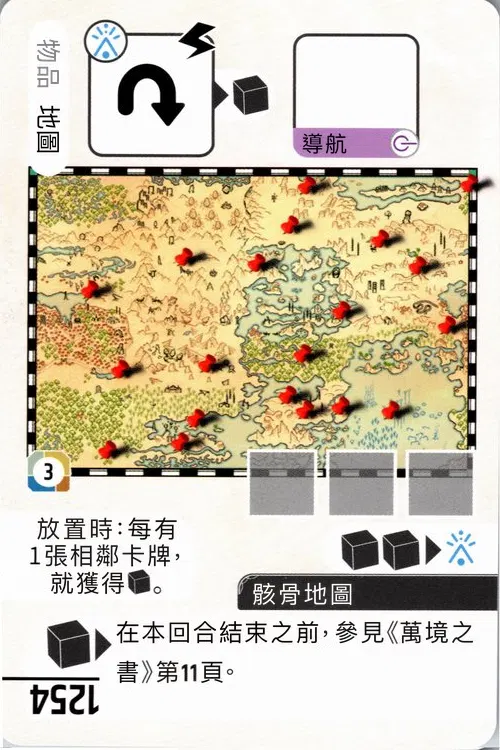 物品 地圖
導航
3
放置時：每有
1張相鄰卡牌，
就獲得。
骸骨地圖
在本回合結束之前，參見《萬境之
書》第11頁。
1254